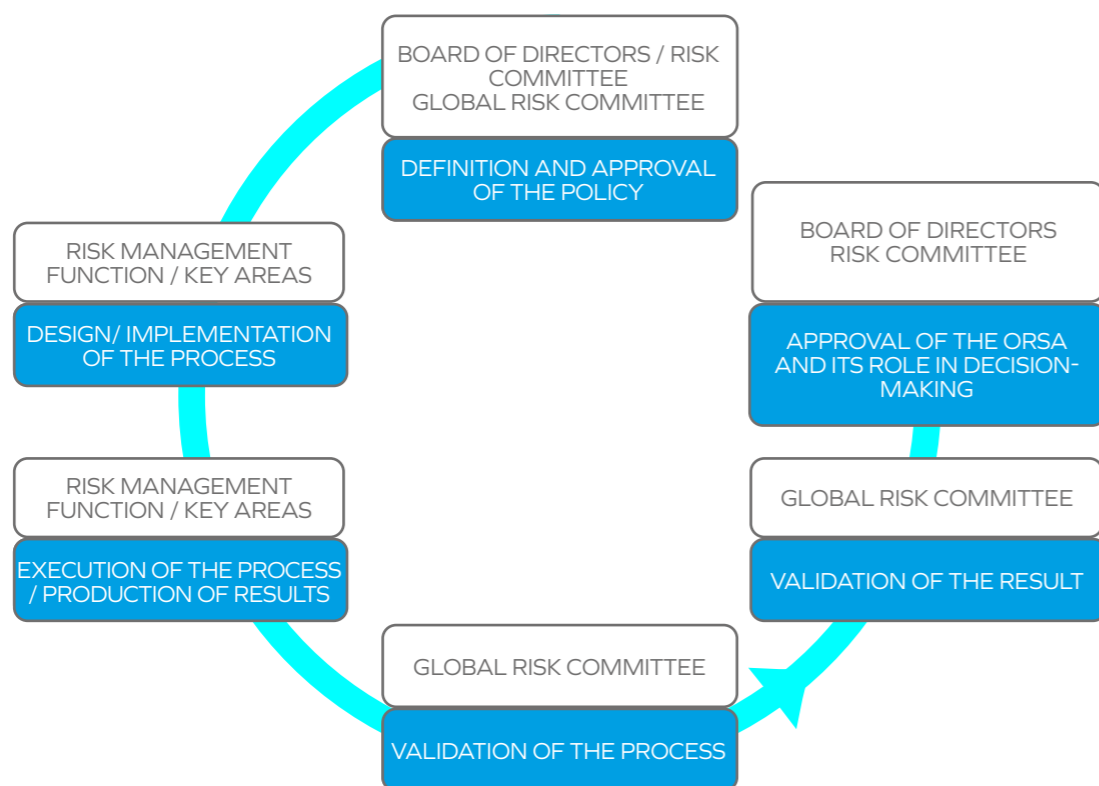 BOARD OF DIRECTORS / RISK
COMMITTEE
GLOBAL RISK COMMITTEE
DEFINITION AND APPROVAL
OF THE POLICY
RISK MANAGEMENT
FUNCTION / KEY AREAS
DESIGN/ IMPLEMENTATION
OF THE PROCESS
RISK MANAGEMENT
FUNCTION / KEY AREAS
EXECUTION OF THE PROCESS
/ PRODUCTION OF RESULTS
GLOBAL RISK COMMITTEE
VALIDATION OF THE PROCESS
GLOBAL RISK COMMITTEE
VALIDATION OF THE RESULT
BOARD OF DIRECTORS
RISK COMMITTEE
APPROVAL OF THE ORSA
AND ITS ROLE IN DECISION-
MAKING